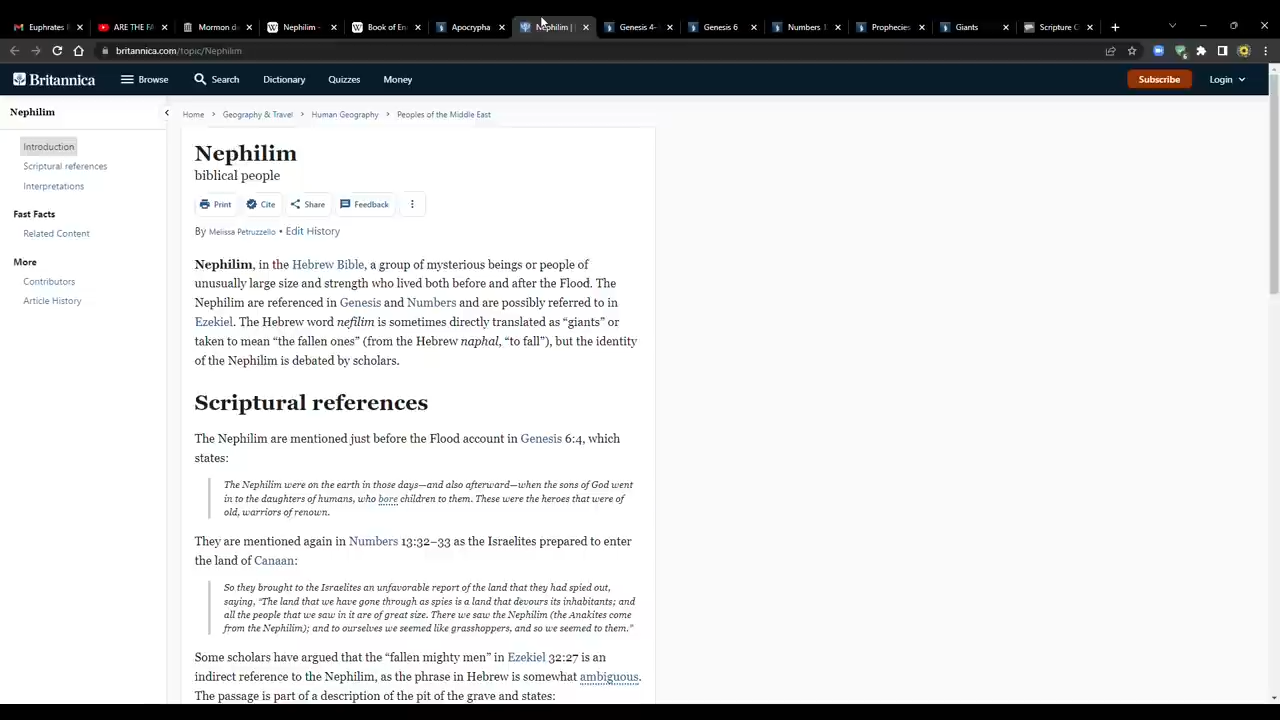 Euphrates R
ARE THE FA
Mormon d
Nephilim -
Book of En
Apocrypha
Nephilim |
Genesis 4-
Genesis 6
Numbers 1
Prophecies
Giants
Scripture C
britannica.com/topic/Nephilim
Britannica
Browse
Search
Dictionary
Quizzes
Money
Subscribe
Login
Nephilim
Introduction
Scriptural references
Interpretations
Fast Facts
Related Content
More
Contributors
Article History
Home > Geography & Travel > Human Geography > Peoples of the Middle East
Nephilim
biblical people
Print
Cite
Share
Feedback
By Melissa Petruzzello • Edit History
Nephilim, in the Hebrew Bible, a group of mysterious beings or people of
unusually large size and strength who lived both before and after the Flood. The
Nephilim are referenced in Genesis and Numbers and are possibly referred to in
Ezekiel. The Hebrew word nefilim is sometimes directly translated as “giants” or
taken to mean “the fallen ones” (from the Hebrew naphal, “to fall”), but the identity
of the Nephilim is debated by scholars.
Scriptural references
The Nephilim are mentioned just before the Flood account in Genesis 6:4, which
states:
The Nephilim were on the earth in those days—and also afterward—when the sons of God went
in to the daughters of humans, who bore children to them. These were the heroes that were of
old, warriors of renown.
They are mentioned again in Numbers 13:32–33 as the Israelites prepared to enter
the land of Canaan:
So they brought to the Israelites an unfavorable report of the land that they had spied out,
saying, “The land that we have gone through as spies is a land that devours its inhabitants; and
all the people that we saw in it are of great size. There we saw the Nephilim (the Anakites come
from the Nephilim); and to ourselves we seemed like grasshoppers, and so we seemed to them.”
Some scholars have argued that the “fallen mighty men” in Ezekiel 32:27 is an
indirect reference to the Nephilim, as the phrase in Hebrew is somewhat ambiguous.
The passage is part of a description of the pit of the grave and states: